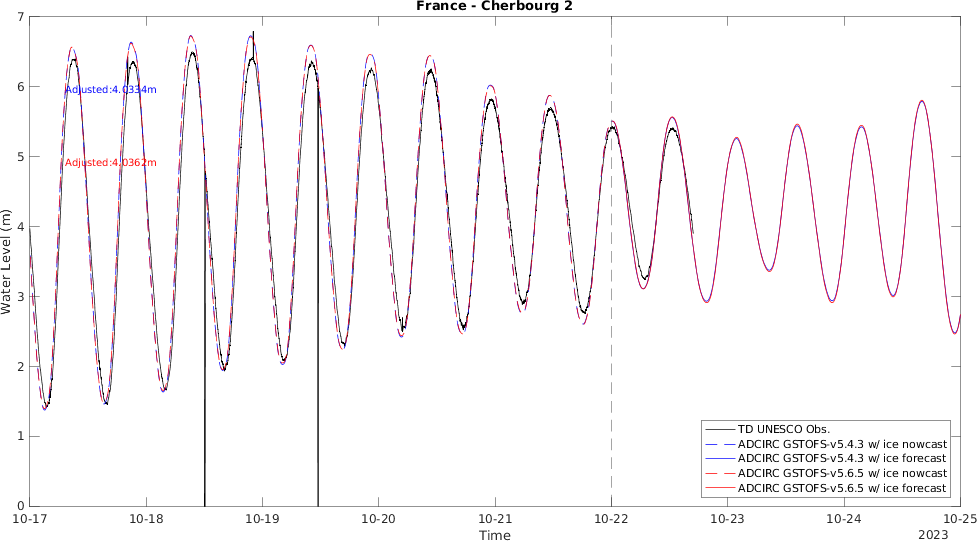 France - Cherbourg 2
7
6
5
4
3
2
1
0
Water Level (m)
Adjusted:4.0334m
Adjusted:4.0362m
TD UNESCO Obs.
ADCIRC GSTOFS-v5.4.3 w/ ice nowcast
ADCIRC GSTOFS-v5.4.3 w/ ice forecast
ADCIRC GSTOFS-v5.6.5 w/ ice nowcast
ADCIRC GSTOFS-v5.6.5 w/ ice forecast
10-17 10-18 10-19 10-20 10-21 10-22 10-23 10-24 10-25
Time
2023